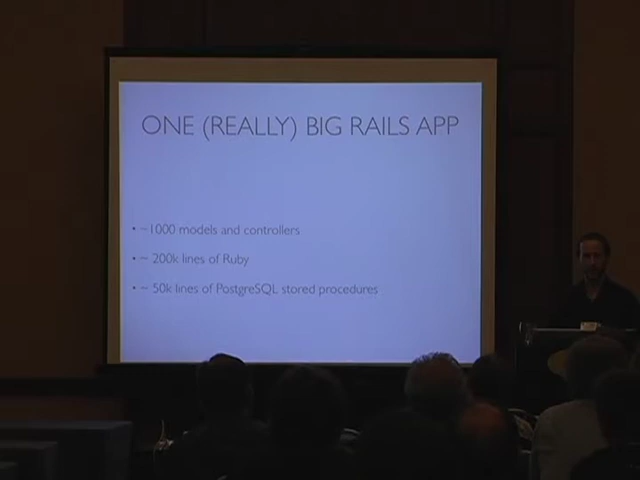 ONE (REALLY) BIG RAILS APP
• ~1000 models and controllers
• ~ 200k lines of Ruby
• ~ 50k lines of PostgreSQL stored procedures